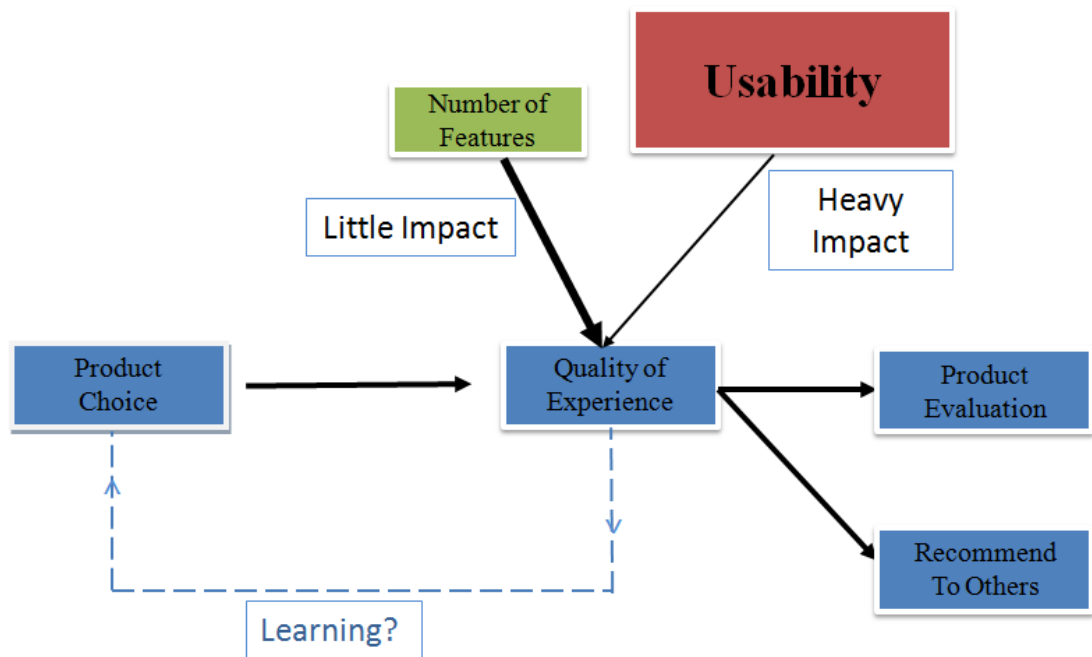 Usability
Number of
Features
Little Impact
Heavy
Impact
Product
Choice
Quality of
Experience
Product
Evaluation
Recommend
To Others
Learning?